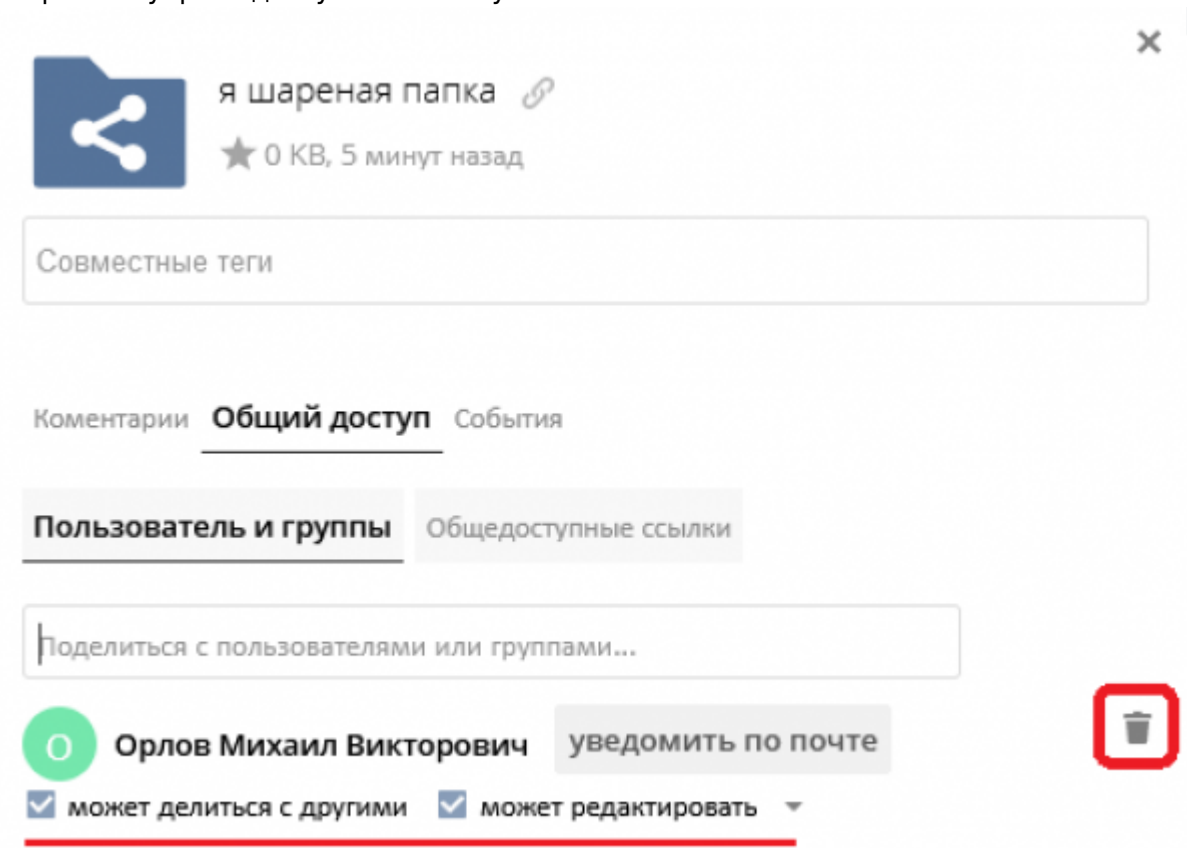 я шареная папка
0 KB, 5 минут назад
Совместные теги
Коментарии Общий доступ События
Пользователь и группы Общедоступные ссылки
Поделиться с пользователями или группами...
О Орлов Михаил Викторович уведомить по почте
может делиться с другими может редактировать